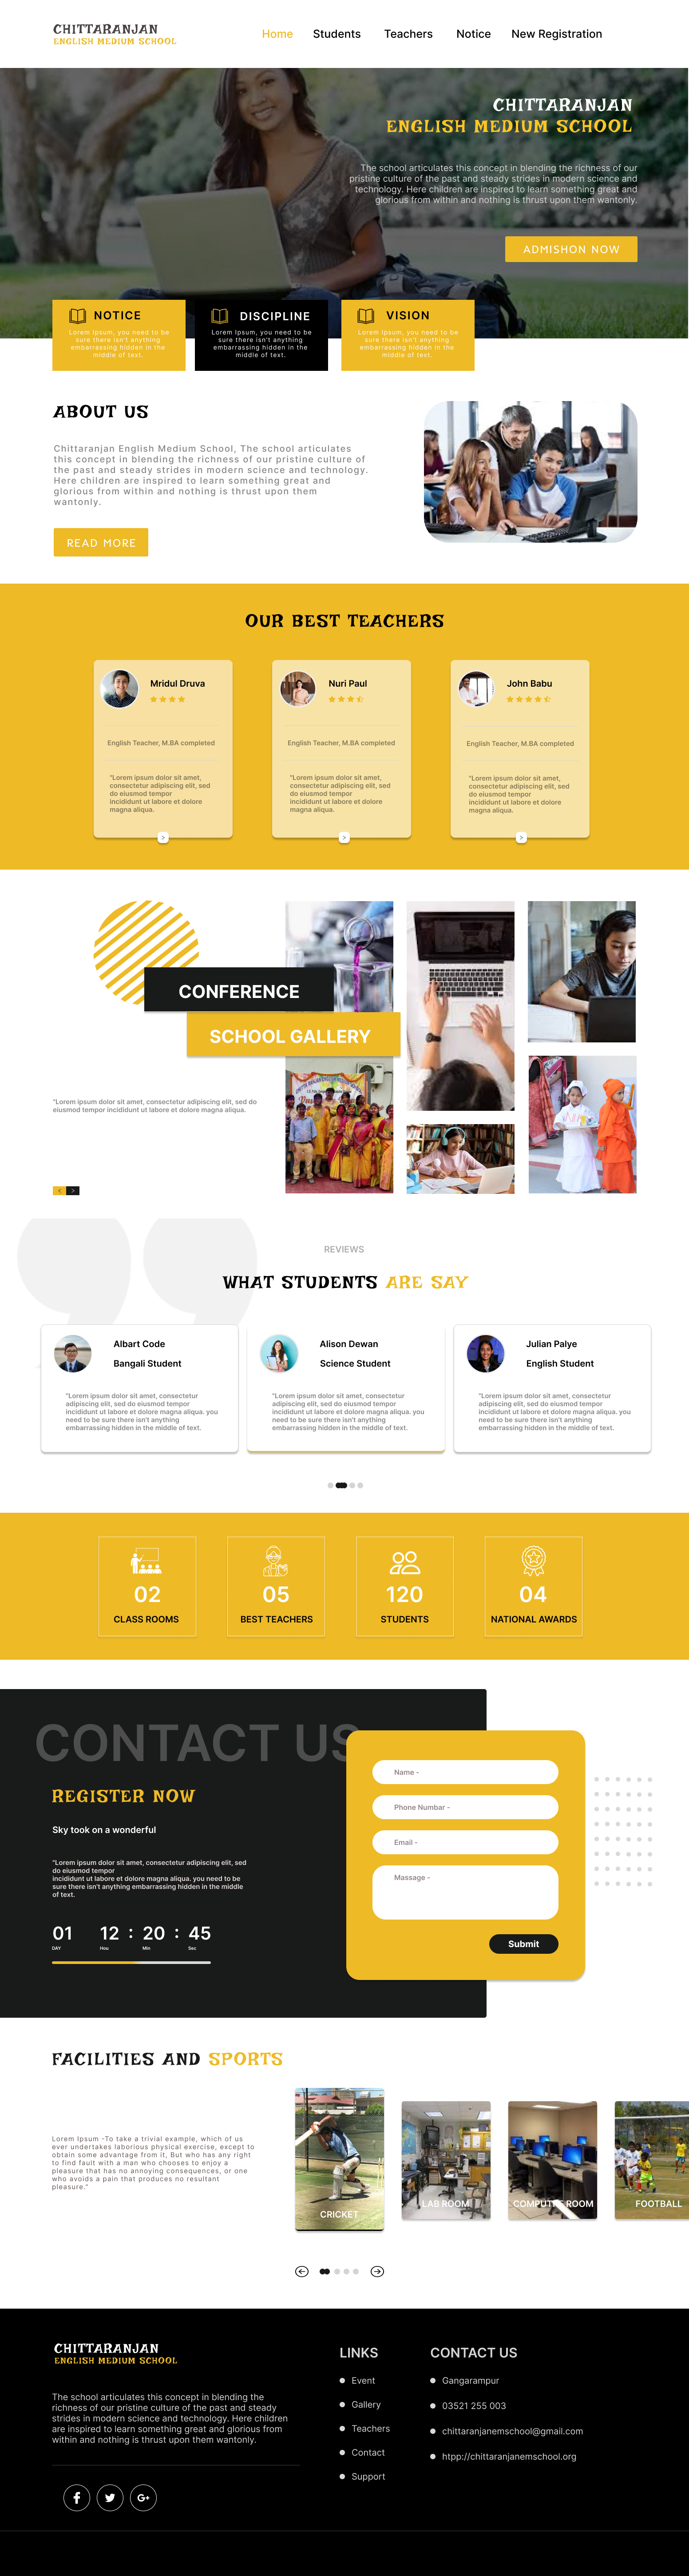 CHITTARANJAN
ENGLISH MEDIUM SCHOOL
Home Students Teachers Notice New Registration
CHITTARANJAN
ENGLISH MEDIUM SCHOOL
The school articulates this concept in blending the richness of our
pristine culture of the past and steady strides in modern science and
technology. Here children are inspired to learn something great and
glorious from within and nothing is thrust upon them wantonly.
ADMISHON NOW
NOTICE
Lorem Ipsum, you need to be
sure there isn't anything
embarrassing hidden in the
middle of text.
DISCIPLINE
Lorem Ipsum, you need to be
sure there isn't anything
embarrassing hidden in the
middle of text.
VISION
Lorem Ipsum, you need to be
sure there isn't anything
embarrassing hidden in the
middle of text.
ABOUT US
Chittaranjan English Medium School, The school articulates
this concept in blending the richness of our pristine culture of
the past and steady strides in modern science and technology.
Here children are inspired to learn something great and
glorious from within and nothing is thrust upon them
wantonly.
READ MORE
OUR BEST TEACHERS
Mridul Druva
English Teacher, M.BA completed
"Lorem ipsum dolor sit amet,
consectetur adipiscing elit, sed
do eiusmod tempor
incididunt ut labore et dolore
magna aliqua.
>
Nuri Paul
English Teacher, M.BA completed
"Lorem ipsum dolor sit amet,
consectetur adipiscing elit, sed
do eiusmod tempor
incididunt ut labore et dolore
magna aliqua.
>
John Babu
English Teacher, M.BA completed
"Lorem ipsum dolor sit amet,
consectetur adipiscing elit, sed
do eiusmod tempor
incididunt ut labore et dolore
magna aliqua.
>
CONFERENCE
SCHOOL GALLERY
"Lorem ipsum dolor sit amet, consectetur adipiscing elit, sed do
eiusmod tempor incididunt ut labore et dolore magna aliqua.
< >
REVIEWS
WHAT STUDENTS ARE SAY
Albart Code
Bangali Student
"Lorem ipsum dolor sit amet, consectetur
adipiscing elit, sed do eiusmod tempor
incididunt ut labore et dolore magna aliqua. you
need to be sure there isn't anything
embarrassing hidden in the middle of text.
Alison Dewan
Science Student
"Lorem ipsum dolor sit amet, consectetur
adipiscing elit, sed do eiusmod tempor
incididunt ut labore et dolore magna aliqua. you
need to be sure there isn't anything
embarrassing hidden in the middle of text.
Julian Palye
English Student
"Lorem ipsum dolor sit amet, consectetur
adipiscing elit, sed do eiusmod tempor
incididunt ut labore et dolore magna aliqua. you
need to be sure there isn't anything
embarrassing hidden in the middle of text.
02
CLASS ROOMS
05
BEST TEACHERS
120
STUDENTS
04
NATIONAL AWARDS
CONTACT US
REGISTER NOW
Sky took on a wonderful
"Lorem ipsum dolor sit amet, consectetur adipiscing elit, sed
do eiusmod tempor
incididunt ut labore et dolore magna aliqua. you need to be
sure there isn't anything embarrassing hidden in the middle
of text.
01 12 : 20 : 45
DAY Hou Min Sec
Name -
Phone Numbar -
Email -
Massage -
Submit
FACILITIES AND SPORTS
Lorem Ipsum -To take a trivial example, which of us
ever undertakes laborious physical exercise, except to
obtain some advantage from it, But who has any right
to find fault with a man who chooses to enjoy a
pleasure that has no annoying consequences, or one
who avoids a pain that produces no resultant
pleasure."
CRICKET
LAB ROOM
COMPUTRE ROOM
FOOTBALL
CHITTARANJAN
ENGLISH MEDIUM SCHOOL
The school articulates this concept in blending the
richness of our pristine culture of the past and steady
strides in modern science and technology. Here children
are inspired to learn something great and glorious from
within and nothing is thrust upon them wantonly.
LINKS
Event
Gallery
Teachers
Contact
Support
CONTACT US
Gangarampur
03521 255 003
chittaranjanemschool@gmail.com
htpp://chittaranjanemschool.org